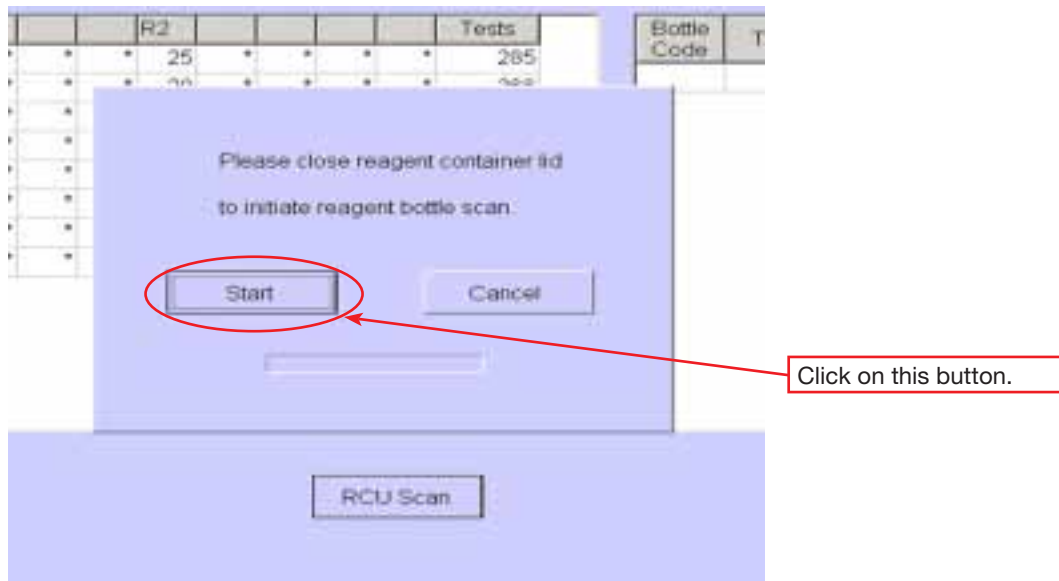 R2 Tests Bottle Code T
* * 25 * * * * 285
* * * * * *
*
*
*
*
*
*
Please close reagent container lid
to initiate reagent bottle scan.
Start Cancel
Click on this button.
RCU Scan